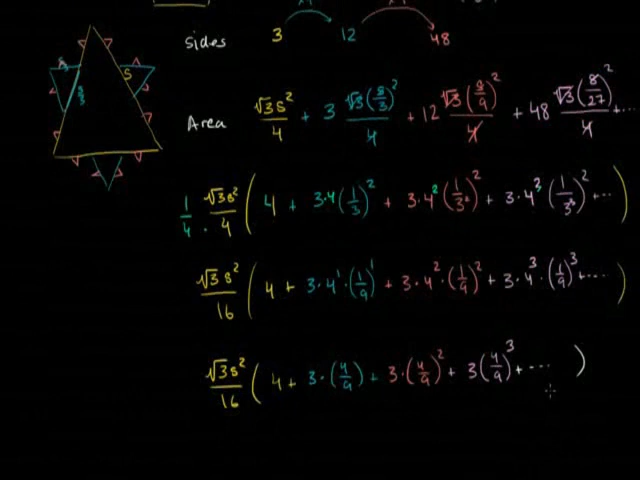 sides 3 12 48
S
Area √3s²/4 + 3 √3(s/3)²/4 + 12 √3(s/9)²/4 + 48 √3(s/27)²/4 + ...
1/4 · √3s²/4 ( 4 + 3·4(1/3)² + 3·4²(1/3²)² + 3·4³(1/3³)² + ... )
√3s²/16 ( 4 + 3·4¹·(1/9)¹ + 3·4²·(1/9)² + 3·4³·(1/9)³ + .... )
√3s²/16 ( 4 + 3·(4/9) + 3·(4/9)² + 3(4/9)³ + ... )